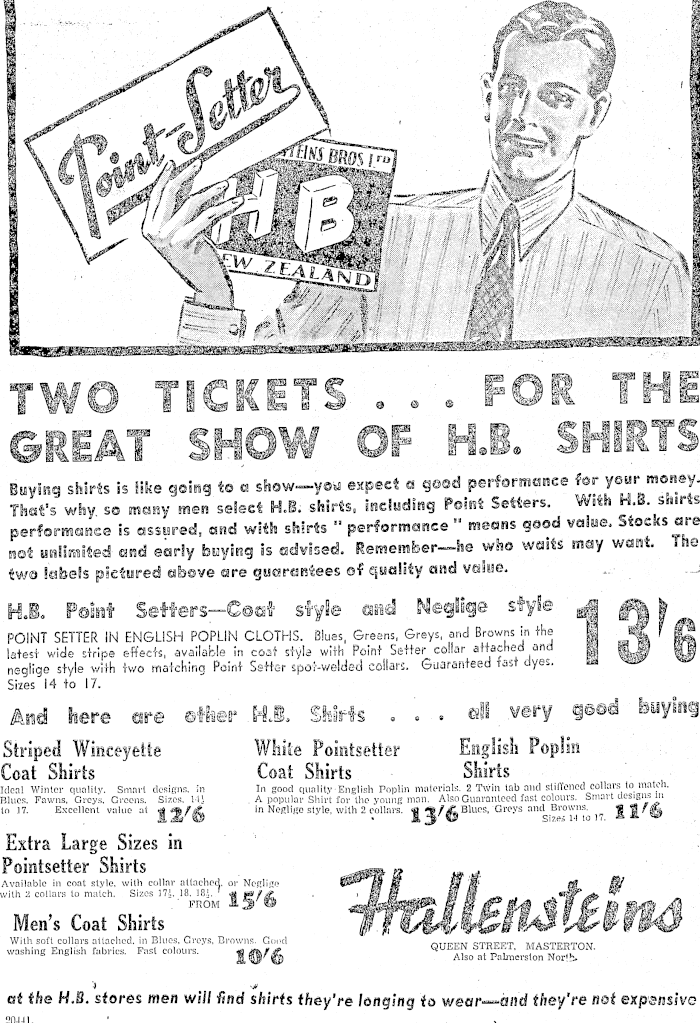 Point-Setter
TEINS BROS LTD
HB
EW ZEALAND
TWO TICKETS . . . FOR THE
GREAT SHOW OF H.B. SHIRTS
Buying shirts is like going to a show—you expect a good performance for your money.
That's why so many men select H.B. shirts, including Point Setters. With H.B. shirts
performance is assured, and with shirts "performance" means good value. Stocks are
not unlimited and early buying is advised. Remember—he who waits may want. The
two labels pictured above are guarantees of quality and value.
H.B. Point Setters—Coat style and Neglige style
13'6
POINT SETTER IN ENGLISH POPLIN CLOTHS. Blues, Greens, Greys, and Browns in the
latest wide stripe effects, available in coat style with Point Setter collar attached and
neglige style with two matching Point Setter spot-welded collars. Guaranteed fast dyes.
Sizes 14 to 17.
And here are other H.B. Shirts . . . all very good buying
Striped Winceyette
Coat Shirts
Ideal Winter quality. Smart designs, in
Blues, Fawns, Greys, Greens. Sizes, 14½
to 17. Excellent value at 12'6
White Pointsetter
Coat Shirts
In good quality English Poplin materials.
A popular Shirt for the young man. Also
in Neglige style, with 2 collars. 13'6
English Poplin
Shirts
2 Twin tab and stiffened collars to match.
Guaranteed fast colours. Smart designs in
Blues, Greys and Browns.
Sizes 14 to 17. 11'6
Extra Large Sizes in
Pointsetter Shirts
Available in coat style, with collar attached, or Neglige
with 2 collars to match. Sizes 17½, 18, 18½.
FROM 15'6
Men's Coat Shirts
With soft collars attached, in Blues, Greys, Browns. Good
washing English fabrics. Fast colours.
10'6
Hallensteins
QUEEN STREET, MASTERTON.
Also at Palmerston North.
at the H.B. stores men will find shirts they're longing to wear—and they're not expensive
20441.